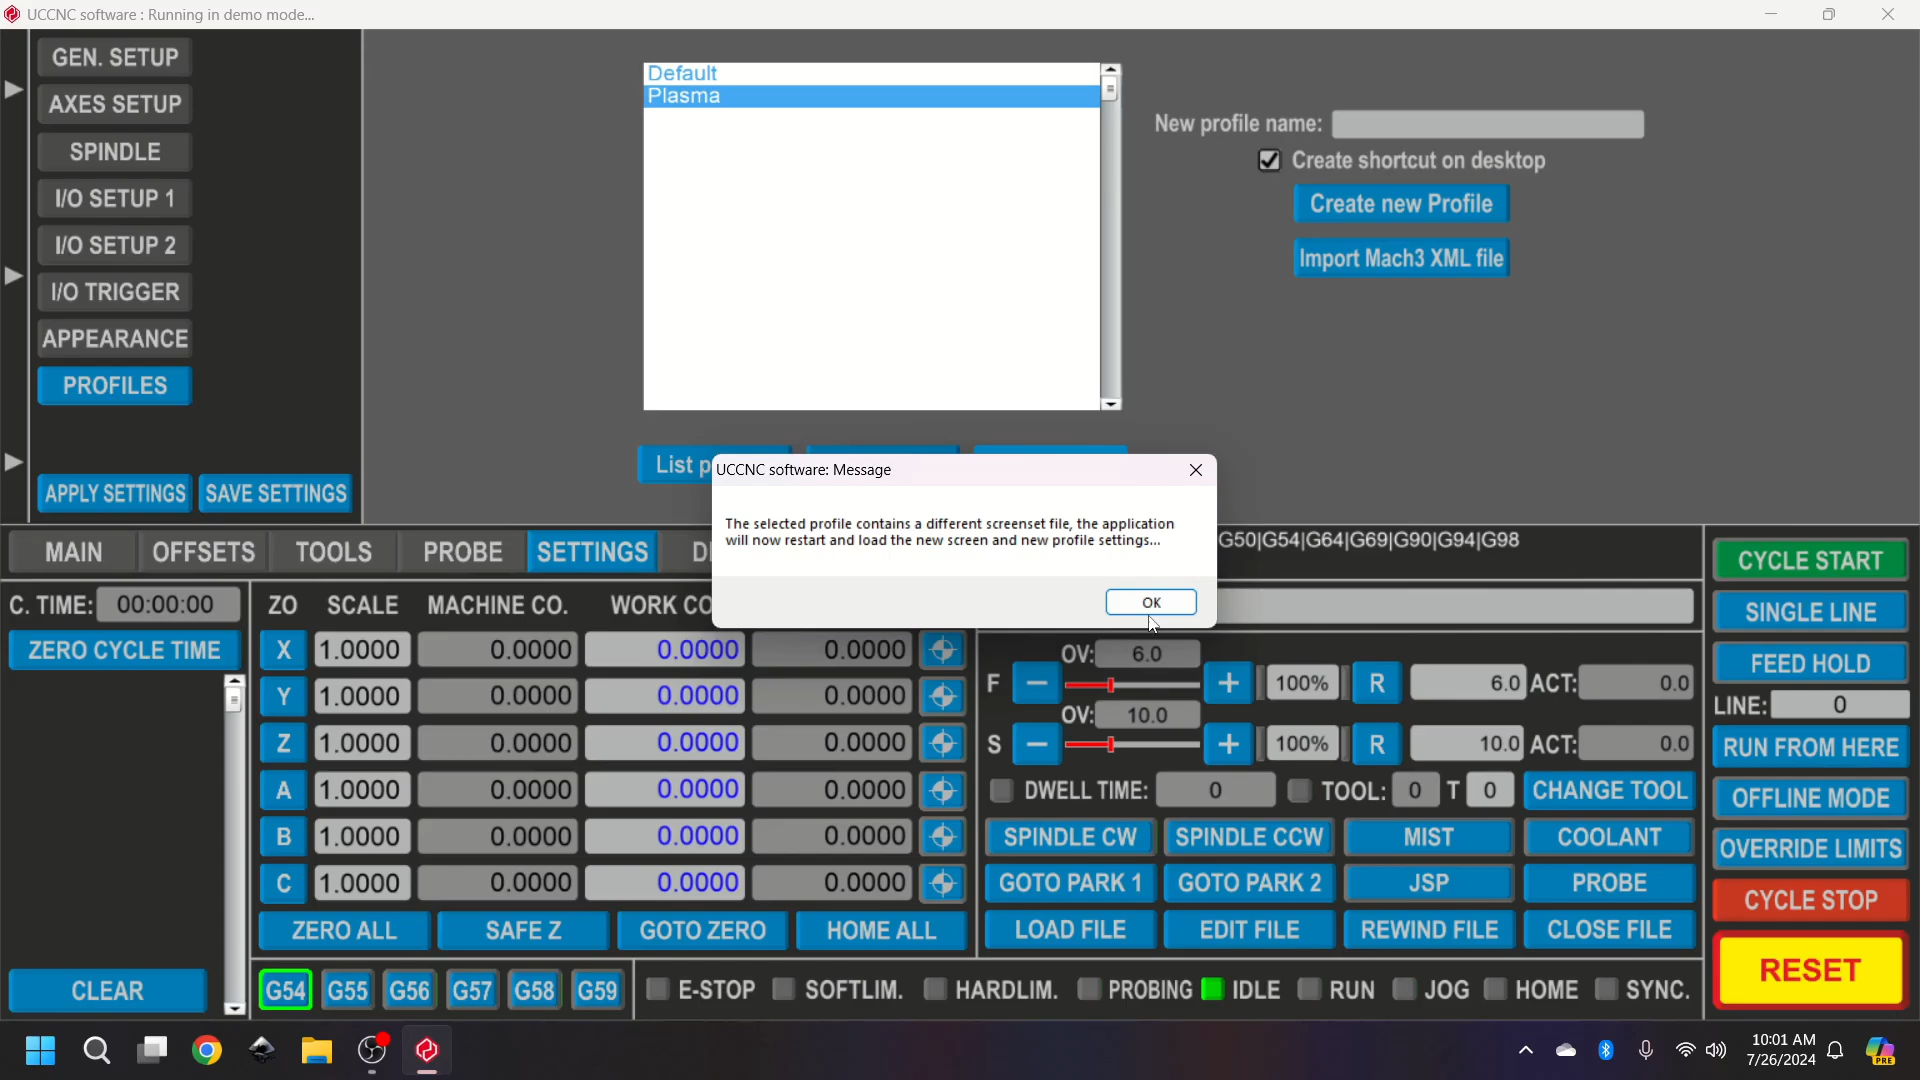 UCCNC software : Running in demo mode...
GEN. SETUP
AXES SETUP
SPINDLE
I/O SETUP 1
I/O SETUP 2
I/O TRIGGER
APPEARANCE
PROFILES
APPLY SETTINGS SAVE SETTINGS
Default
Plasma
New profile name:
Create shortcut on desktop
Create new Profile
Import Mach3 XML file
List p
UCCNC software: Message
The selected profile contains a different screenset file, the application
will now restart and load the new screen and new profile settings...
OK
MAIN OFFSETS TOOLS PROBE SETTINGS D
G50|G54|G64|G69|G90|G94|G98
C. TIME: 00:00:00
ZERO CYCLE TIME
CLEAR
ZO SCALE MACHINE CO. WORK CO
X 1.0000 0.0000 0.0000 0.0000
Y 1.0000 0.0000 0.0000 0.0000
Z 1.0000 0.0000 0.0000 0.0000
A 1.0000 0.0000 0.0000 0.0000
B 1.0000 0.0000 0.0000 0.0000
C 1.0000 0.0000 0.0000 0.0000
ZERO ALL SAFE Z GOTO ZERO HOME ALL
OV: 6.0
F − + 100% R 6.0 ACT: 0.0
OV: 10.0
S − + 100% R 10.0 ACT: 0.0
DWELL TIME: 0 TOOL: 0 T 0 CHANGE TOOL
SPINDLE CW SPINDLE CCW MIST COOLANT
GOTO PARK 1 GOTO PARK 2 JSP PROBE
LOAD FILE EDIT FILE REWIND FILE CLOSE FILE
G54 G55 G56 G57 G58 G59
E-STOP SOFTLIM. HARDLIM. PROBING IDLE RUN JOG HOME SYNC.
CYCLE START
SINGLE LINE
FEED HOLD
LINE: 0
RUN FROM HERE
OFFLINE MODE
OVERRIDE LIMITS
CYCLE STOP
RESET
10:01 AM
7/26/2024
PRE